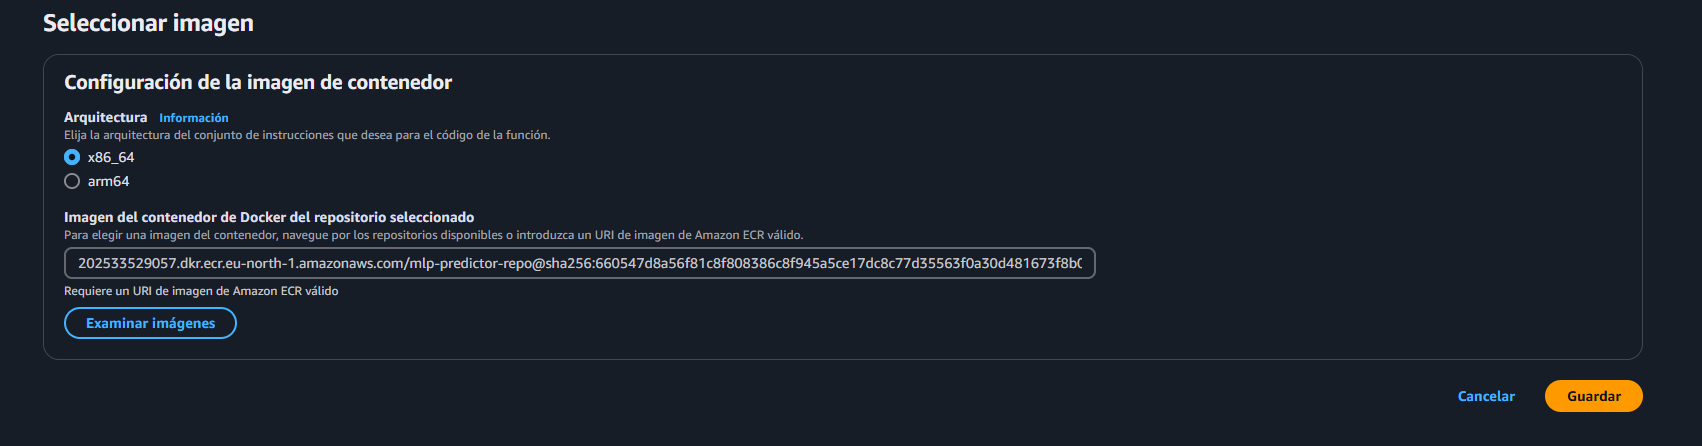 Seleccionar imagen
Configuración de la imagen de contenedor
Arquitectura Información
Elija la arquitectura del conjunto de instrucciones que desea para el código de la función.
x86_64
arm64
Imagen del contenedor de Docker del repositorio seleccionado
Para elegir una imagen del contenedor, navegue por los repositorios disponibles o introduzca un URI de imagen de Amazon ECR válido.
202533529057.dkr.ecr.eu-north-1.amazonaws.com/mlp-predictor-repo@sha256:660547d8a56f81c8f808386c8f945a5ce17dc8c77d35563f0a30d481673f8b0
Requiere un URI de imagen de Amazon ECR válido
Examinar imágenes
Cancelar Guardar